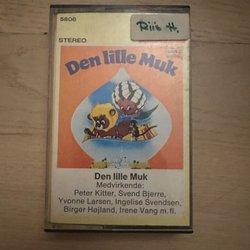 5806
Riis H.
STEREO
Den lille Muk
Den lille Muk
Medvirkende:
Peter Kitter, Svend Bjerre,
Yvonne Larsen, Ingelise Svendsen,
Birger Højland, Irene Vang m. fl.